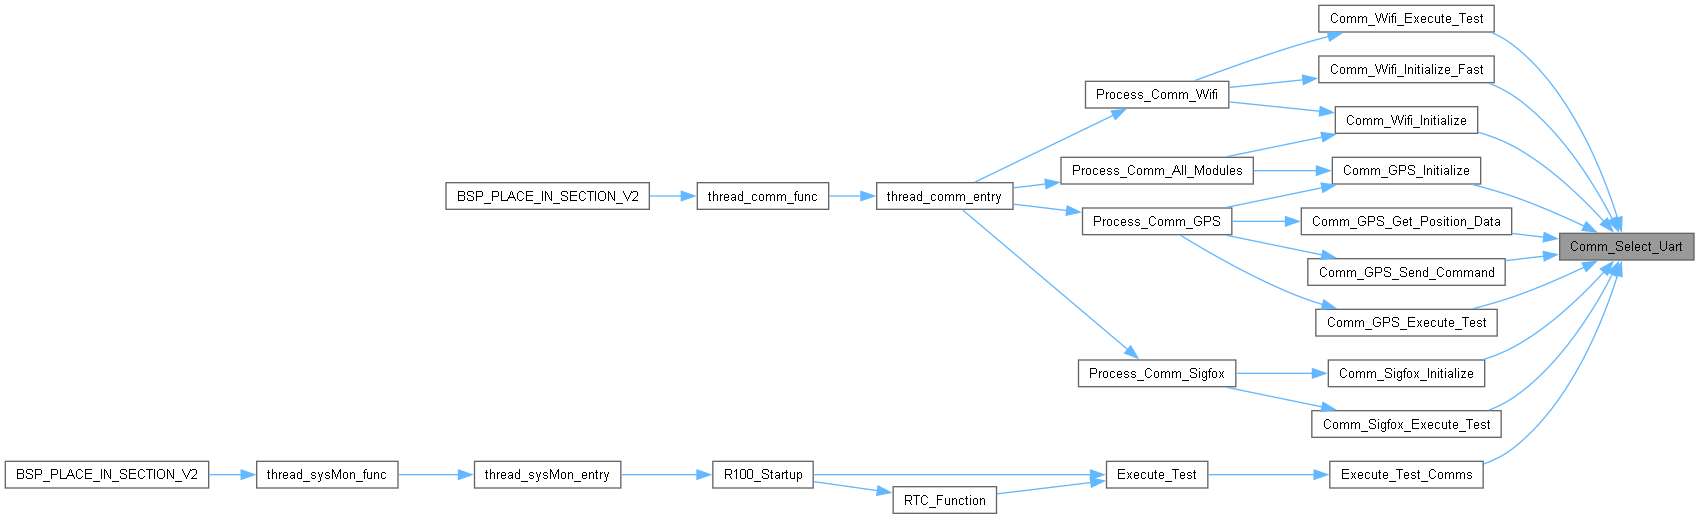 Comm_Wifi_Execute_Test
Comm_Wifi_Initialize_Fast
Process_Comm_Wifi
Comm_Wifi_Initialize
Process_Comm_All_Modules
Comm_GPS_Initialize
BSP_PLACE_IN_SECTION_V2
thread_comm_func
thread_comm_entry
Process_Comm_GPS
Comm_GPS_Get_Position_Data
Comm_Select_Uart
Comm_GPS_Send_Command
Comm_GPS_Execute_Test
Process_Comm_Sigfox
Comm_Sigfox_Initialize
Comm_Sigfox_Execute_Test
BSP_PLACE_IN_SECTION_V2
thread_sysMon_func
thread_sysMon_entry
R100_Startup
Execute_Test
Execute_Test_Comms
RTC_Function